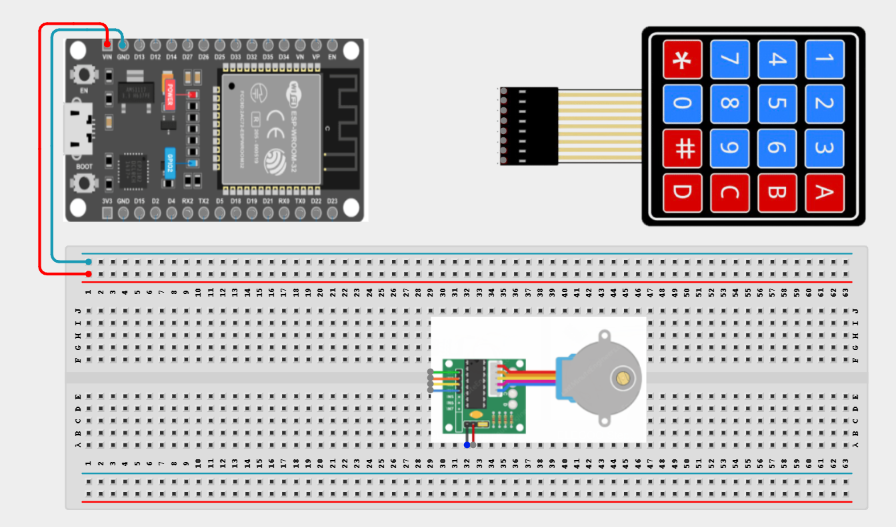 VIN GND D13 D12 D14 D27 D26 D25 D33 D32 D35 D34 VN VP EN
EN
POWER
ESP-WROOM-32
CE
R
C
BOOT
GPIO2
3V3 GND D15 D2 D4 RX2 TX2 D5 D18 D19 D21 RX0 TX0 D22 D23
* 7 4 1
0 8 5 2
# 9 6 3
D C B A
1 2 3 4 5 6 7 8 9 10 11 12 13 14 15 16 17 18 19 20 21 22 23 24 25 26 27 28 29 30 31 32 33 34 35 36 37 38 39 40 41 42 43 44 45 46 47 48 49 50 51 52 53 54 55 56 57 58 59 60 61 62 63
J J
I I
H H
G G
F F
E E
D D
C C
B B
A A
1 2 3 4 5 6 7 8 9 10 11 12 13 14 15 16 17 18 19 20 21 22 23 24 25 26 27 28 29 30 31 32 33 34 35 36 37 38 39 40 41 42 43 44 45 46 47 48 49 50 51 52 53 54 55 56 57 58 59 60 61 62 63